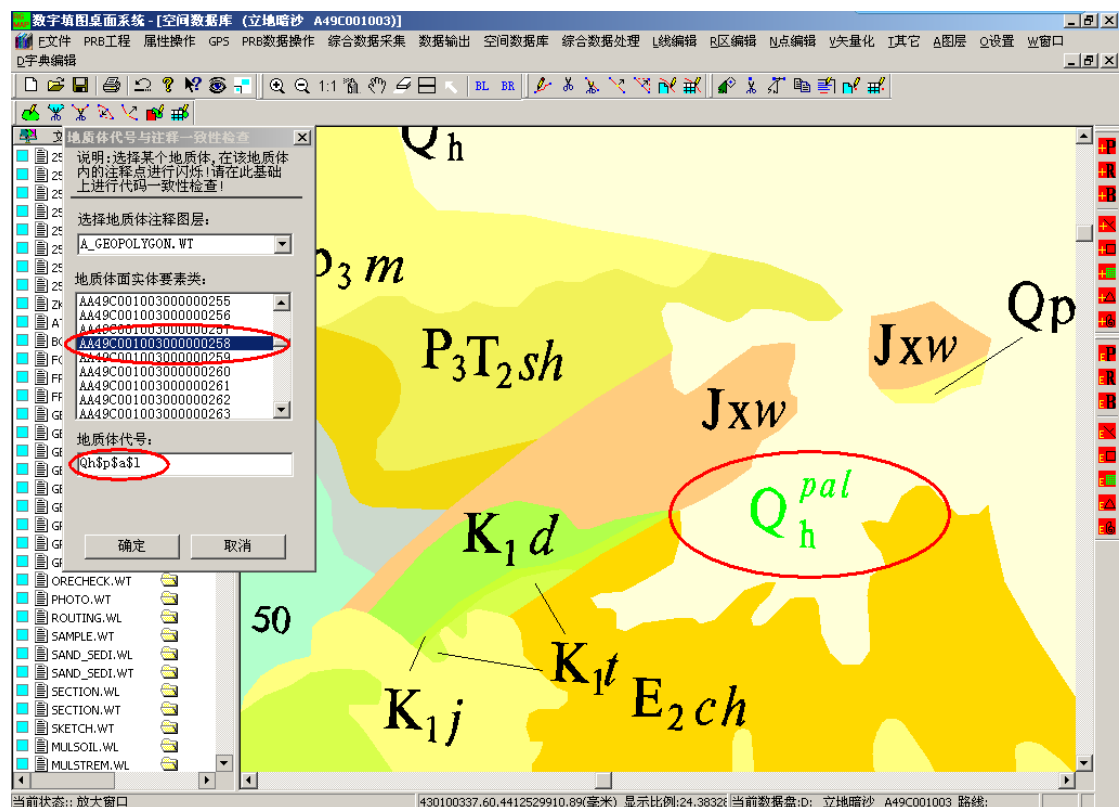 数字填图桌面系统 - [空间数据库 (立地暗沙 A49C001003)]
E文件 PRB工程 属性操作 GPS PRB数据操作 综合数据采集 数据输出 空间数据库 综合数据处理 L线编辑 R区编辑 N点编辑 V矢量化 I其它 A图层 O设置 W窗口
D字典编辑
1:1 BL BR
地质体代号与注释一致性检查
说明:选择某个地质体,在该地质体
内的注释点进行闪烁!请在此基础
上进行代码一致性检查!
选择地质体注释图层:
A_GEOPOLYGON.WT
地质体面实体要素类:
AA49C001003000000255
AA49C001003000000256
AA49C001003000000257
AA49C001003000000258
AA49C001003000000259
AA49C001003000000260
AA49C001003000000261
AA49C001003000000262
AA49C001003000000263
地质体代号:
Qh$p$a$l
确定 取消
ORECHECK.WT
PHOTO.WT
ROUTING.WL
SAMPLE.WT
SAND_SEDI.WL
SAND_SEDI.WT
SECTION.WL
SECTION.WT
SKETCH.WT
MULSOIL.WL
MULSTREM.WL
Qh
P3m
P3T2sh
Jxw
Qp
Jxw
Qh pal
K1d
50
K1t
E2ch
K1j
+P
+R
+B
EP
ER
EB
当前状态:: 放大窗口
430100337.60,4412529910.89(毫米) 显示比例:24.38328
当前数据盘:D: 立地暗沙 A49C001003 路线: